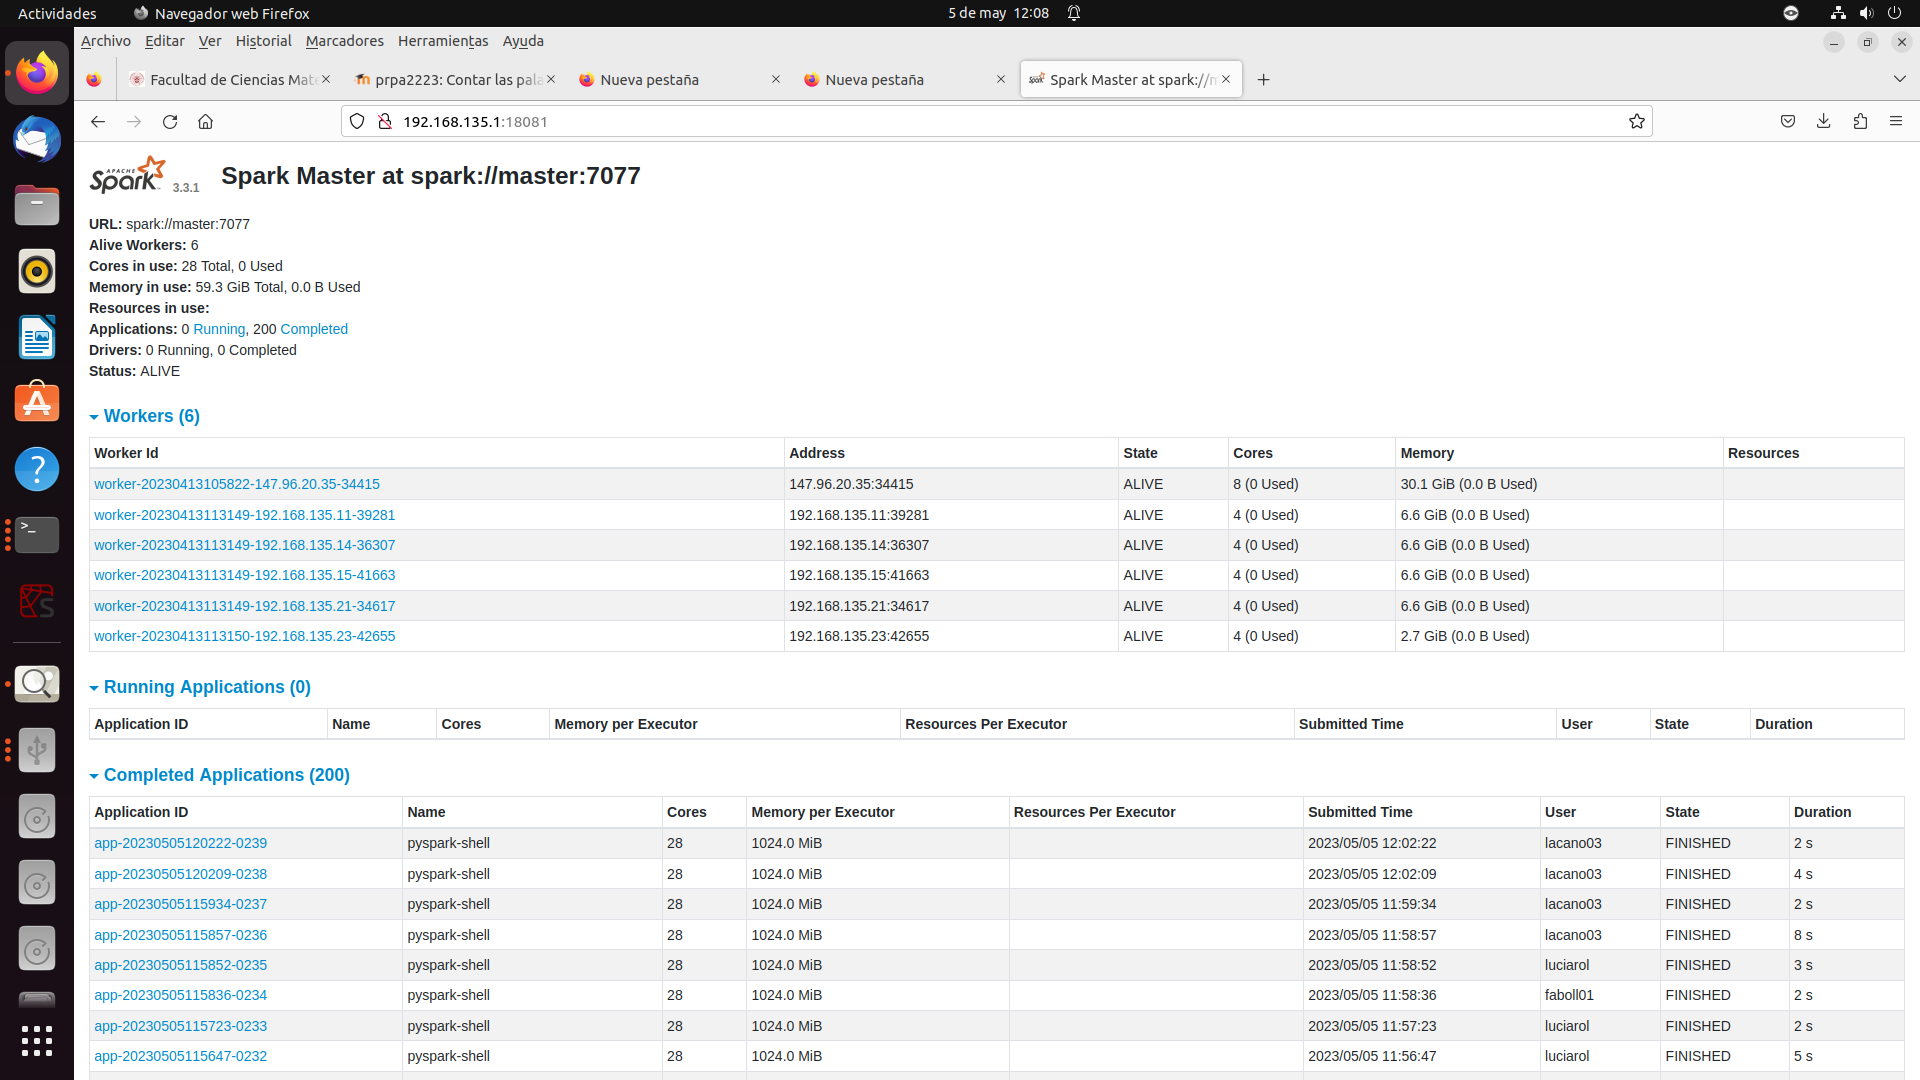 Actividades Navegador web Firefox 5 de may 12:08
Archivo Editar Ver Historial Marcadores Herramientas Ayuda
Facultad de Ciencias Mate prpa2223: Contar las pala Nueva pestaña Nueva pestaña Spark Master at spark://m
192.168.135.1:18081
APACHE Spark 3.3.1 Spark Master at spark://master:7077
URL: spark://master:7077
Alive Workers: 6
Cores in use: 28 Total, 0 Used
Memory in use: 59.3 GiB Total, 0.0 B Used
Resources in use:
Applications: 0 Running, 200 Completed
Drivers: 0 Running, 0 Completed
Status: ALIVE
Workers (6)
Worker Id Address State Cores Memory Resources
worker-20230413105822-147.96.20.35-34415 147.96.20.35:34415 ALIVE 8 (0 Used) 30.1 GiB (0.0 B Used)
worker-20230413113149-192.168.135.11-39281 192.168.135.11:39281 ALIVE 4 (0 Used) 6.6 GiB (0.0 B Used)
worker-20230413113149-192.168.135.14-36307 192.168.135.14:36307 ALIVE 4 (0 Used) 6.6 GiB (0.0 B Used)
worker-20230413113149-192.168.135.15-41663 192.168.135.15:41663 ALIVE 4 (0 Used) 6.6 GiB (0.0 B Used)
worker-20230413113149-192.168.135.21-34617 192.168.135.21:34617 ALIVE 4 (0 Used) 6.6 GiB (0.0 B Used)
worker-20230413113150-192.168.135.23-42655 192.168.135.23:42655 ALIVE 4 (0 Used) 2.7 GiB (0.0 B Used)
Running Applications (0)
Application ID Name Cores Memory per Executor Resources Per Executor Submitted Time User State Duration
Completed Applications (200)
Application ID Name Cores Memory per Executor Resources Per Executor Submitted Time User State Duration
app-20230505120222-0239 pyspark-shell 28 1024.0 MiB 2023/05/05 12:02:22 lacano03 FINISHED 2 s
app-20230505120209-0238 pyspark-shell 28 1024.0 MiB 2023/05/05 12:02:09 lacano03 FINISHED 4 s
app-20230505115934-0237 pyspark-shell 28 1024.0 MiB 2023/05/05 11:59:34 lacano03 FINISHED 2 s
app-20230505115857-0236 pyspark-shell 28 1024.0 MiB 2023/05/05 11:58:57 lacano03 FINISHED 8 s
app-20230505115852-0235 pyspark-shell 28 1024.0 MiB 2023/05/05 11:58:52 luciarol FINISHED 3 s
app-20230505115836-0234 pyspark-shell 28 1024.0 MiB 2023/05/05 11:58:36 faboll01 FINISHED 2 s
app-20230505115723-0233 pyspark-shell 28 1024.0 MiB 2023/05/05 11:57:23 luciarol FINISHED 2 s
app-20230505115647-0232 pyspark-shell 28 1024.0 MiB 2023/05/05 11:56:47 luciarol FINISHED 5 s